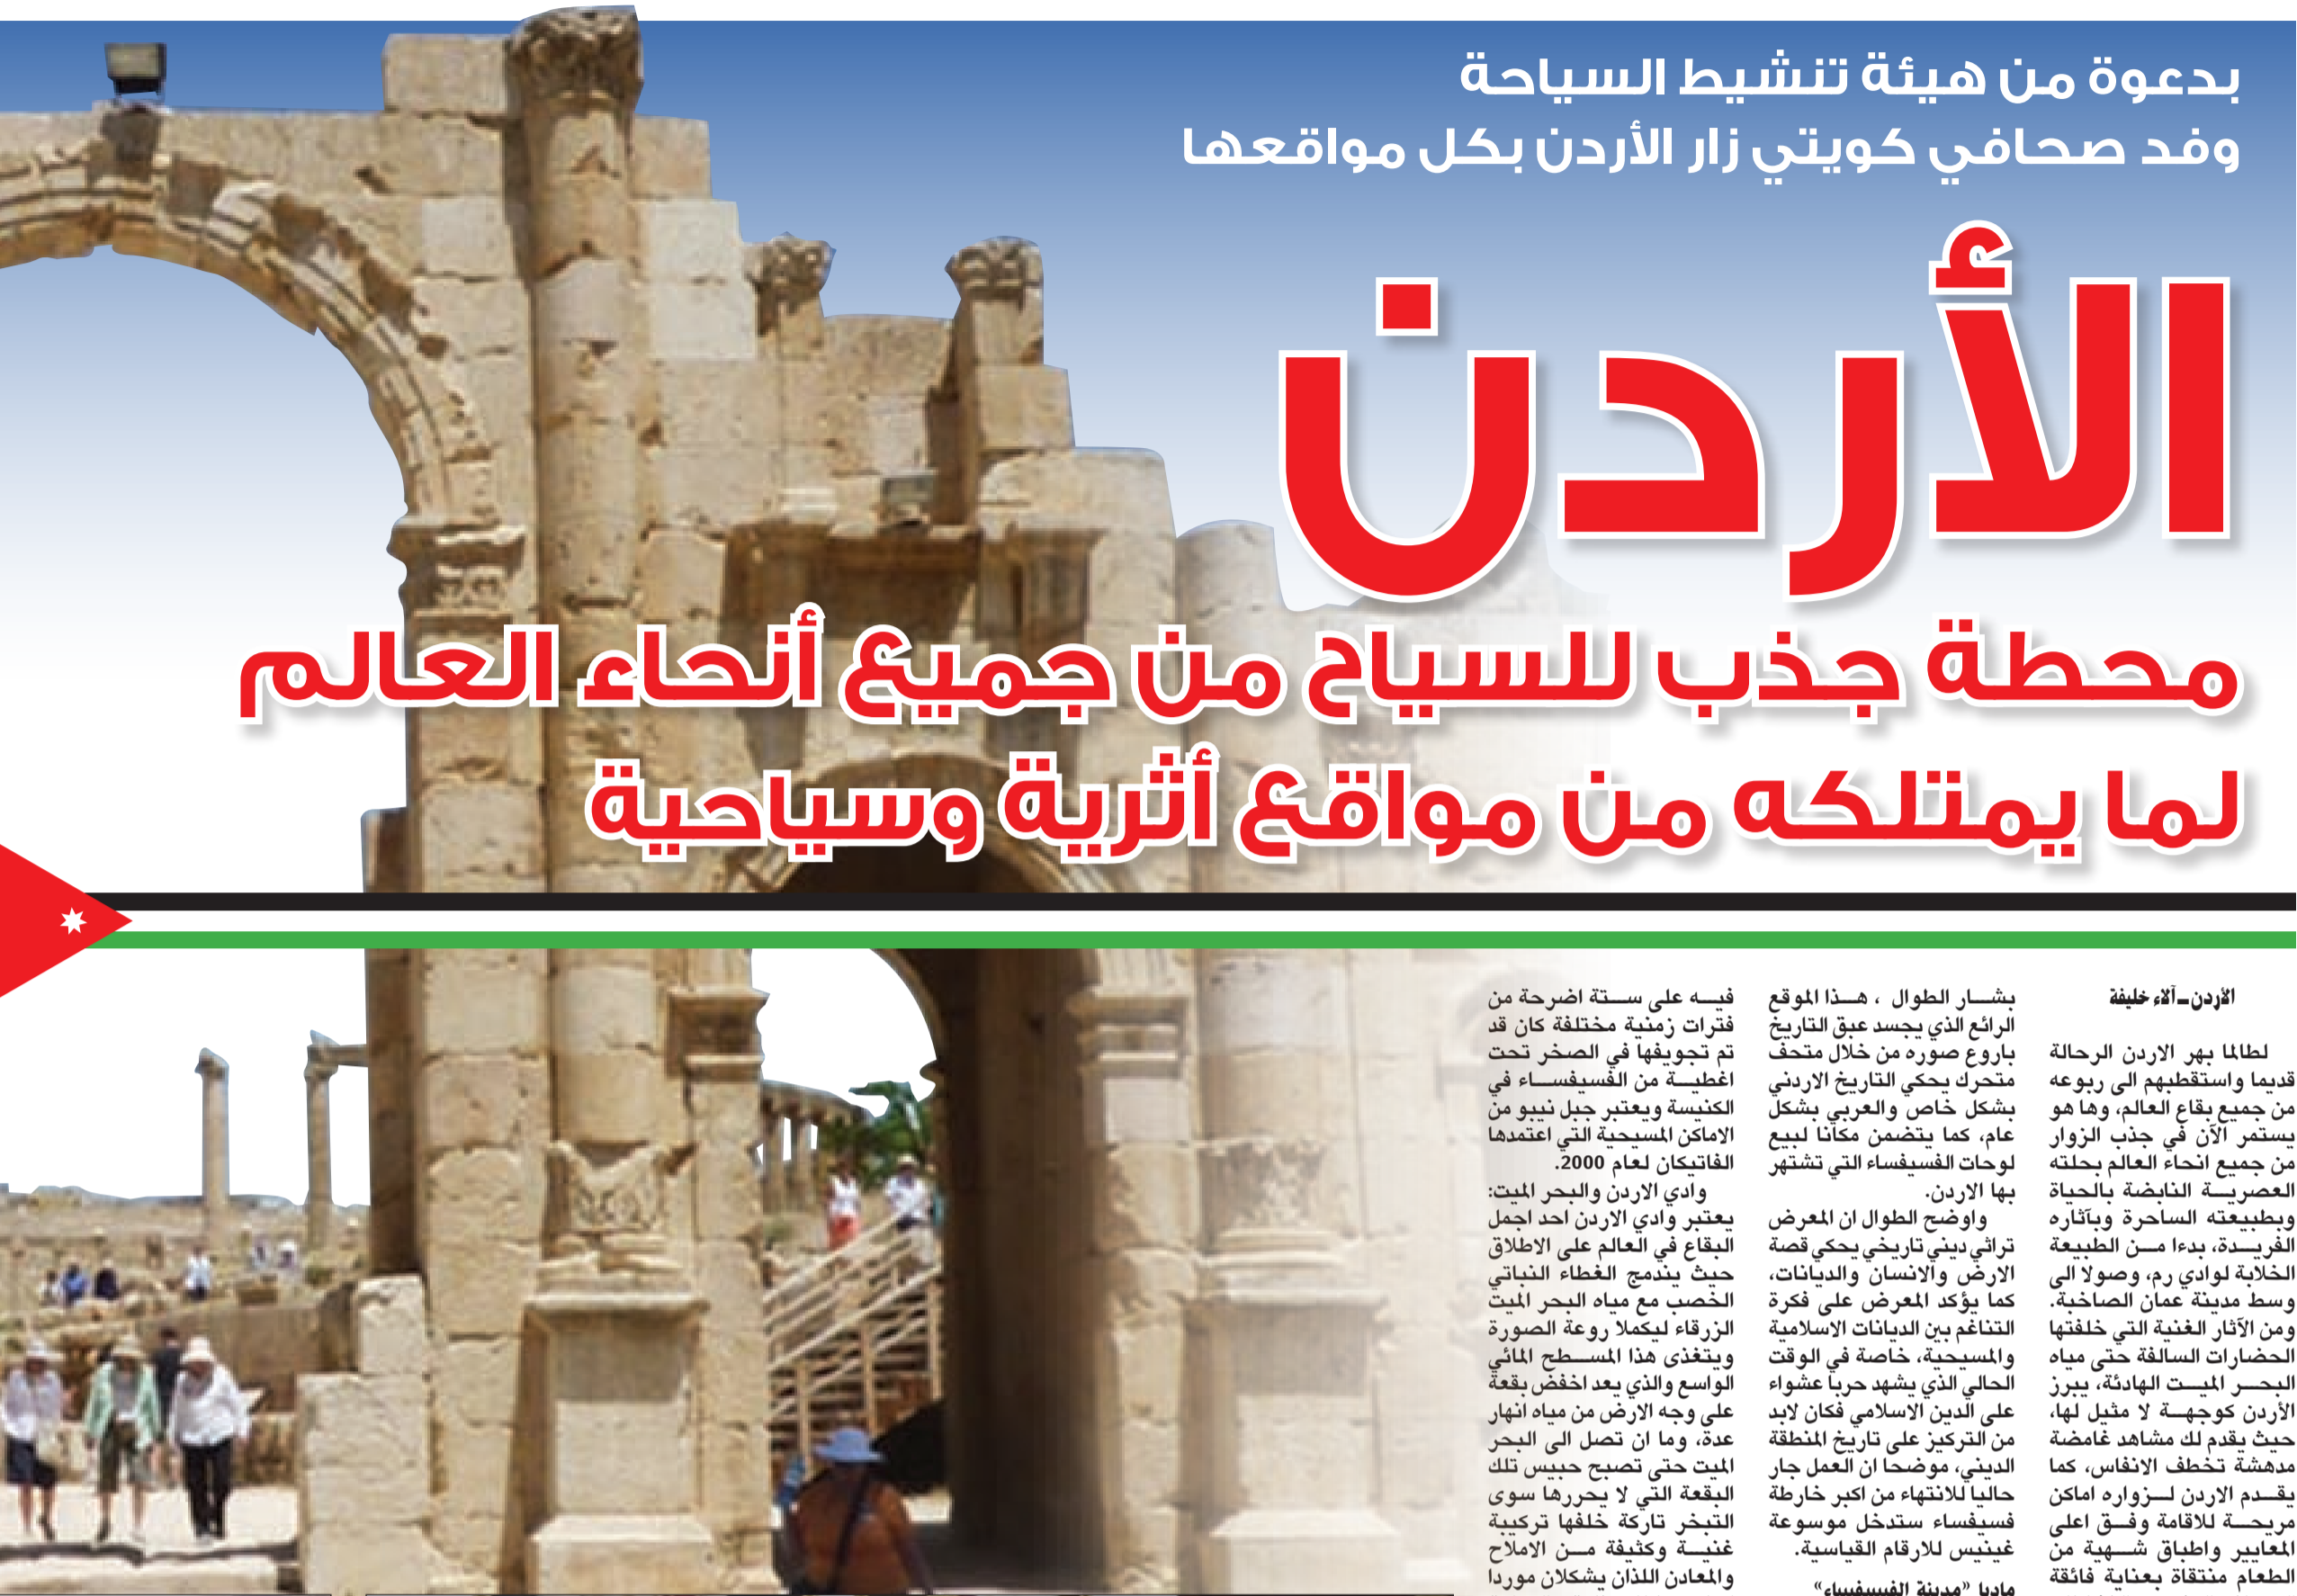 بدعوة من هيئة تنشيط السياحة
وفد صحافي كويتي زار الأردن بكل مواقعها
الأردن
محطة جذب للسياح من جميع أنحاء العالم
لما يمتلكه من مواقع أثرية وسياحية
الأردن ـ آلاء خليفة
لطالما بهر الاردن الرحالة
قديما واستقطبهم الى ربوعه
من جميع بقاع العالم، وها هو
يستمر الآن في جذب الزوار
من جميع انحاء العالم بحلته
العصرية النابضة بالحياة
وبطبيعته الساحرة وبآثاره
الفريدة، بدءا من الطبيعة
الخلابة لوادي رم، وصولا الى
وسط مدينة عمان الصاخبة.
ومن الآثار الغنية التي خلفتها
الحضارات السالفة حتى مياه
البحر الميت الهادئة، يبرز
الأردن كوجهة لا مثيل لها،
حيث يقدم لك مشاهد غامضة
مدهشة تخطف الانفاس، كما
يقدم الاردن لزواره اماكن
مريحة للاقامة وفق اعلى
المعايير واطباق شهية من
الطعام منتقاة بعناية فائقة
بشار الطوال ، هذا الموقع
الرائع الذي يجسد عبق التاريخ
باروع صوره من خلال متحف
متحرك يحكي التاريخ الاردني
بشكل خاص والعربي بشكل
عام، كما يتضمن مكانا لبيع
لوحات الفسيفساء التي تشتهر
بها الاردن.
واوضح الطوال ان المعرض
تراثي ديني تاريخي يحكي قصة
الارض والانسان والديانات،
كما يؤكد المعرض على فكرة
التناغم بين الديانات الاسلامية
والمسيحية، خاصة في الوقت
الحالي الذي يشهد حربا عشواء
على الدين الاسلامي فكان لابد
من التركيز على تاريخ المنطقة
الديني، موضحا ان العمل جار
حاليا للانتهاء من اكبر خارطة
فسيفساء ستدخل موسوعة
غينيس للارقام القياسية.
مادبا «مدينة الفسيفساء»
فيه على ستة اضرحة من
فترات زمنية مختلفة كان قد
تم تجويفها في الصخر تحت
اغطية من الفسيفساء في
الكنيسة ويعتبر جبل نيبو من
الاماكن المسيحية التي اعتمدها
الفاتيكان لعام 2000.
وادي الاردن والبحر الميت:
يعتبر وادي الاردن احد اجمل
البقاع في العالم على الاطلاق
حيث يندمج الغطاء النباتي
الخصب مع مياه البحر الميت
الزرقاء ليكملا روعة الصورة
ويتغذى هذا المسطح المائي
الواسع والذي يعد اخفض بقعة
على وجه الارض من مياه انهار
عدة، وما ان تصل الى البحر
الميت حتى تصبح حبيس تلك
البقعة التي لا يحررها سوى
التبخر تاركة خلفها تركيبة
غنية وكثيفة من الاملاح
والمعادن اللذان يشكلان موردا